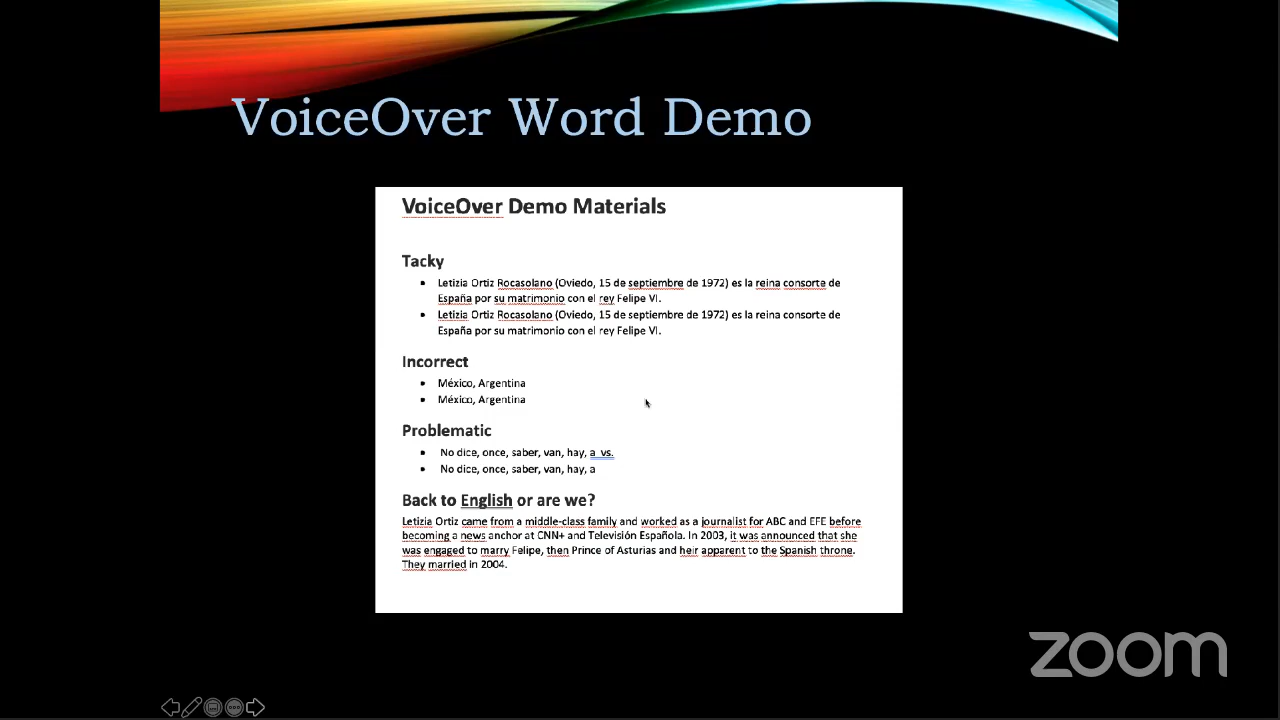 VoiceOver Word Demo
VoiceOver Demo Materials
Tacky
• Letizia Ortiz Rocasolano (Oviedo, 15 de septiembre de 1972) es la reina consorte de
España por su matrimonio con el rey Felipe VI.
• Letizia Ortiz Rocasolano (Oviedo, 15 de septiembre de 1972) es la reina consorte de
España por su matrimonio con el rey Felipe VI.
Incorrect
• México, Argentina
• México, Argentina
Problematic
• No dice, once, saber, van, hay, a vs.
• No dice, once, saber, van, hay, a
Back to English or are we?
Letizia Ortiz came from a middle-class family and worked as a journalist for ABC and EFE before
becoming a news anchor at CNN+ and Televisión Española. In 2003, it was announced that she
was engaged to marry Felipe, then Prince of Asturias and heir apparent to the Spanish throne.
They married in 2004.
zoom